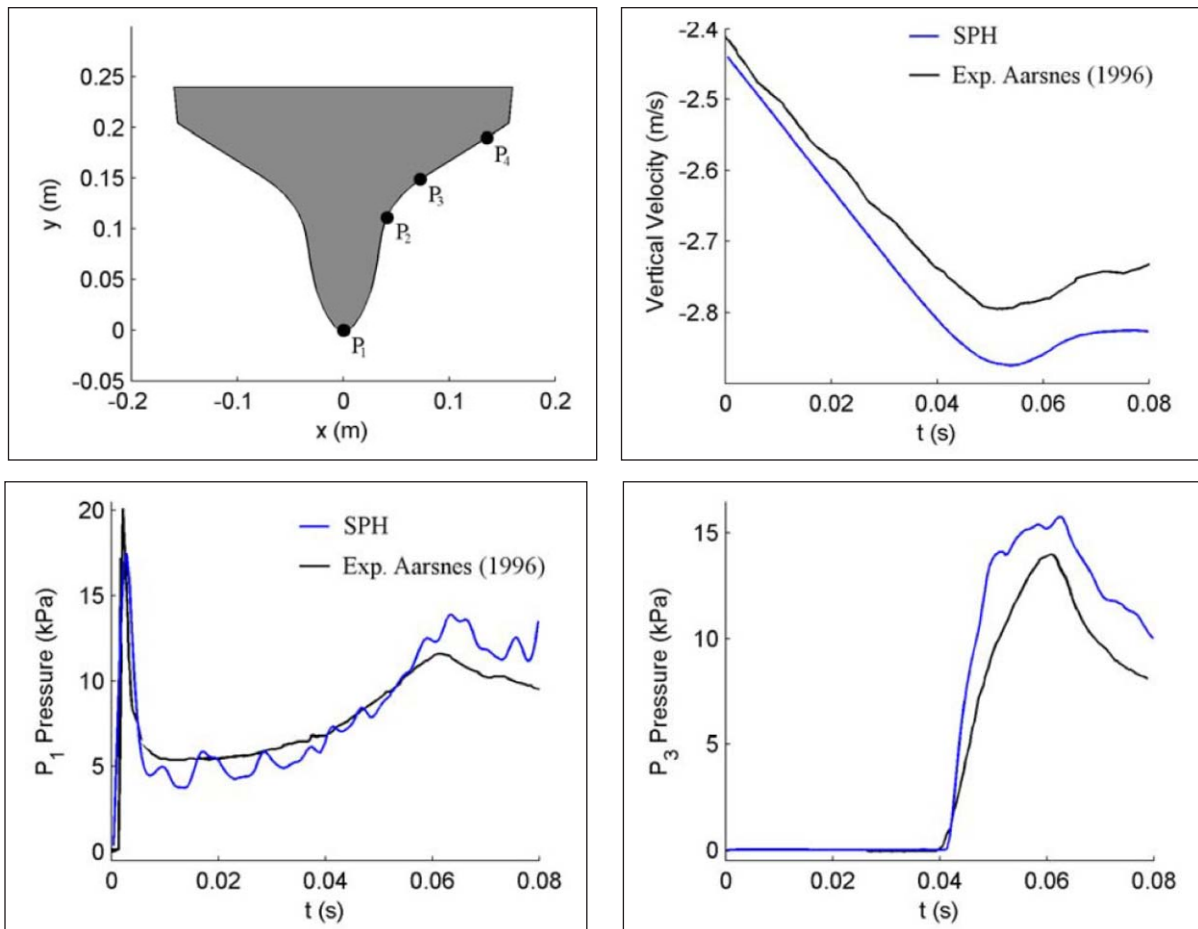 0.25
0.2
0.15
0.1
0.05
0
-0.05
y (m)
P1
P2
P3
P4
-0.2 -0.1 0 0.1 0.2
x (m)
-2.4
-2.5
-2.6
-2.7
-2.8
Vertical Velocity (m/s)
SPH
Exp. Aarsnes (1996)
0 0.02 0.04 0.06 0.08
t (s)
20
15
10
5
0
P1 Pressure (kPa)
SPH
Exp. Aarsnes (1996)
0 0.02 0.04 0.06 0.08
t (s)
15
10
5
0
P3 Pressure (kPa)
0 0.02 0.04 0.06 0.08
t (s)